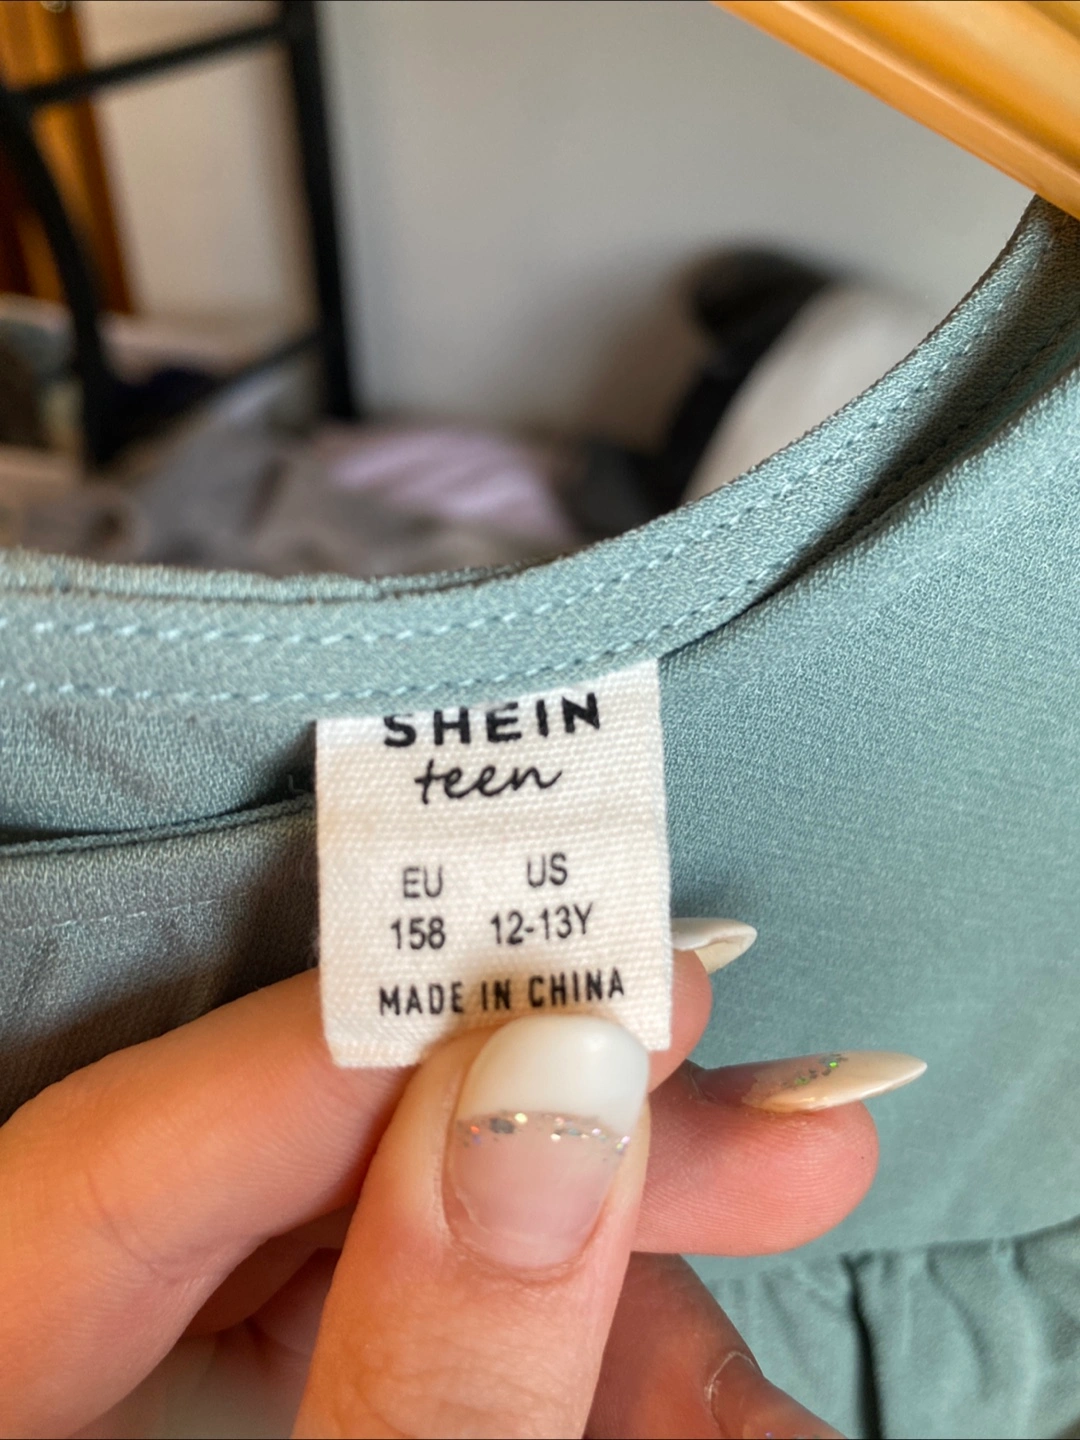 SHEIN
teen
EU US
158 12-13Y
MADE IN CHINA